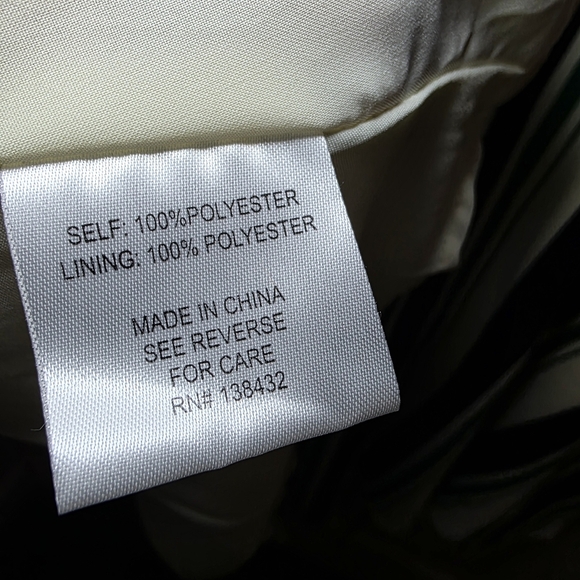 SELF: 100%POLYESTER
LINING: 100% POLYESTER
MADE IN CHINA
SEE REVERSE
FOR CARE
RN# 138432